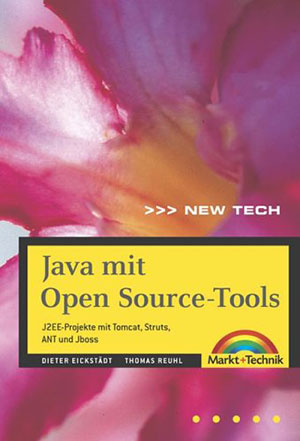 >>> NEW TECH
Java mit
Open Source-Tools
J2EE-Projekte mit Tomcat, Struts,
ANT und Jboss
DIETER EICKSTÄDT THOMAS REUHL
Markt+Technik